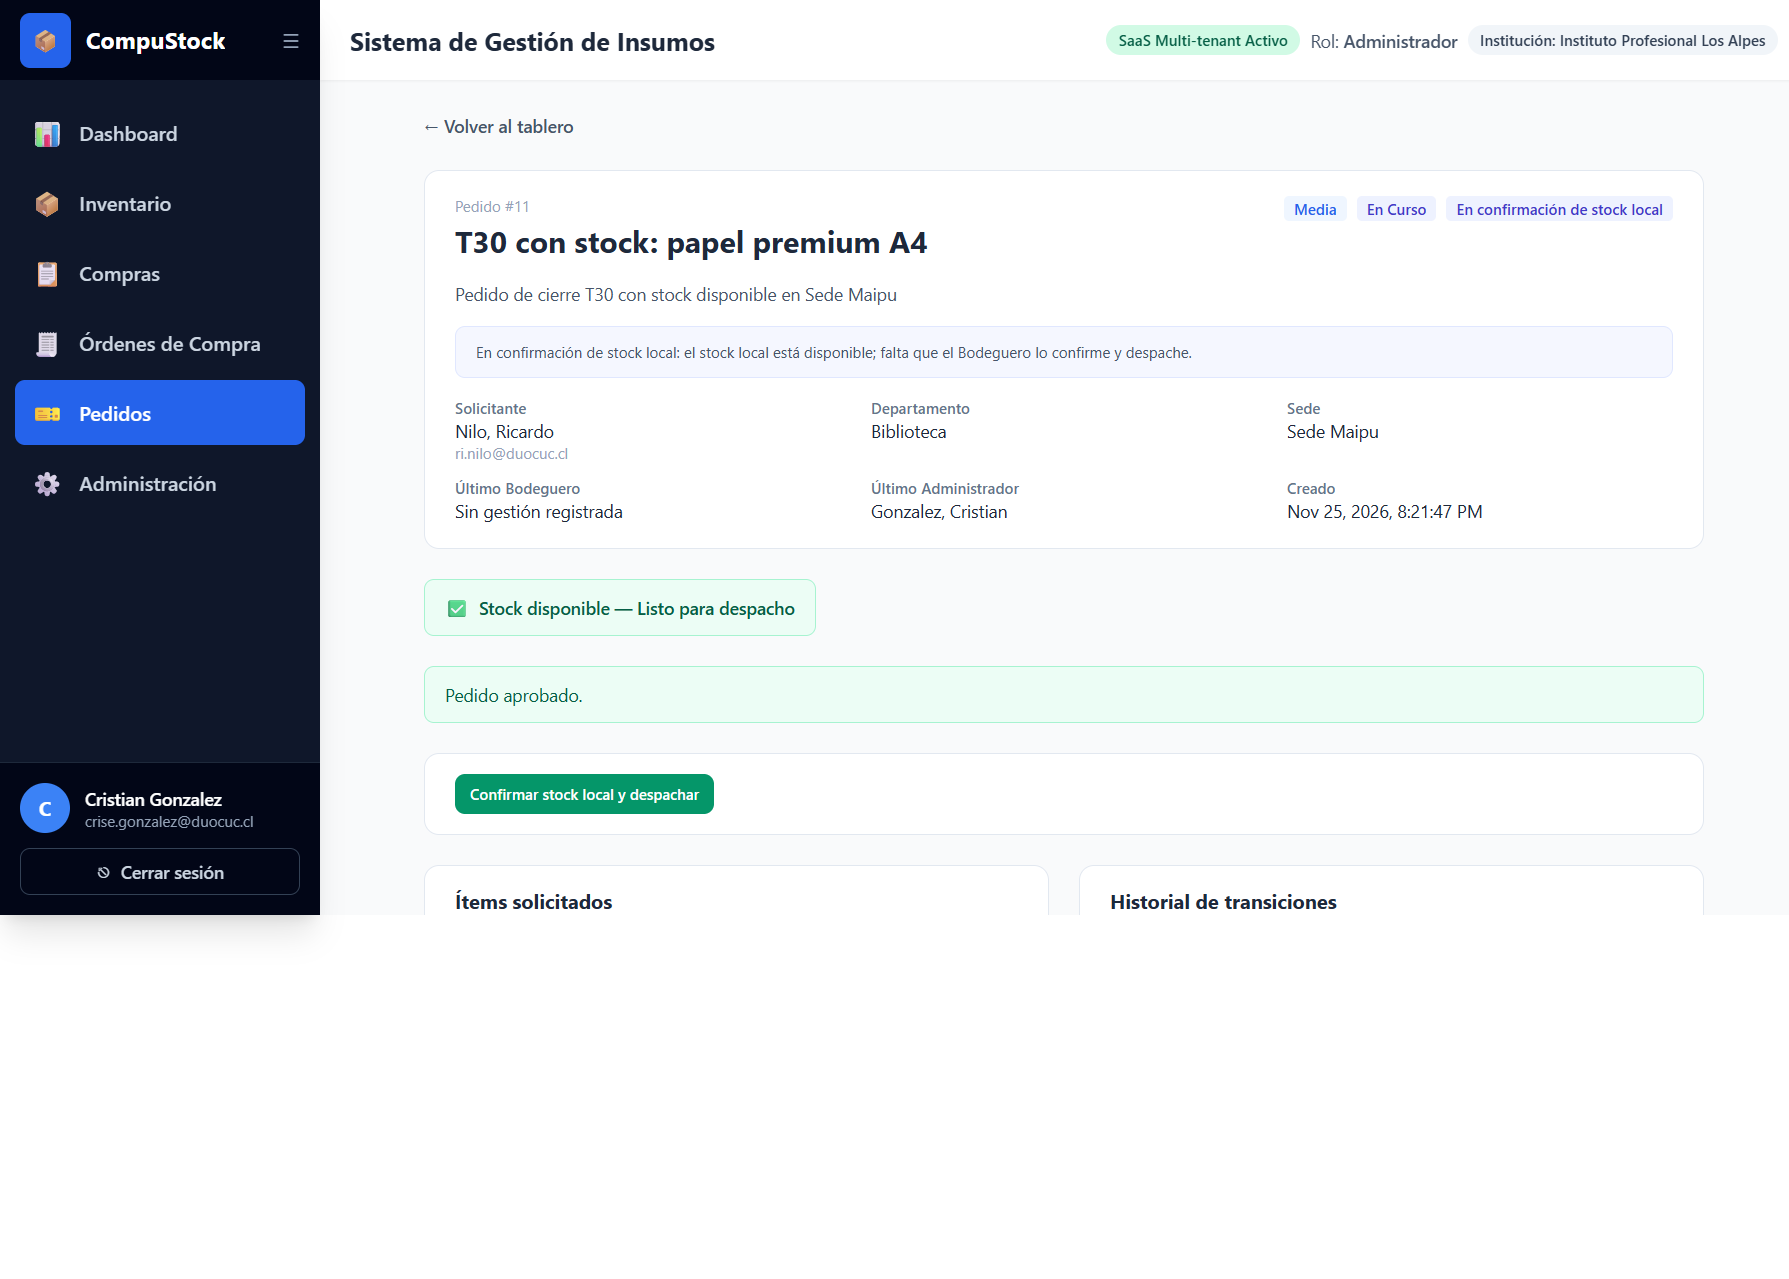 CompuStock
Sistema de Gestión de Insumos
SaaS Multi-tenant Activo
Rol: Administrador
Institución: Instituto Profesional Los Alpes
Dashboard
Inventario
Compras
Órdenes de Compra
Pedidos
Administración
Cristian Gonzalez
C
crise.gonzalez@duocuc.cl
Cerrar sesión
← Volver al tablero
Pedido #11
Media
En Curso
En confirmación de stock local
T30 con stock: papel premium A4
Pedido de cierre T30 con stock disponible en Sede Maipu
En confirmación de stock local: el stock local está disponible; falta que el Bodeguero lo confirme y despache.
Solicitante
Nilo, Ricardo
ri.nilo@duocuc.cl
Departamento
Biblioteca
Sede
Sede Maipu
Último Bodeguero
Sin gestión registrada
Último Administrador
Gonzalez, Cristian
Creado
Nov 25, 2026, 8:21:47 PM
Stock disponible — Listo para despacho
Pedido aprobado.
Confirmar stock local y despachar
Ítems solicitados
Historial de transiciones